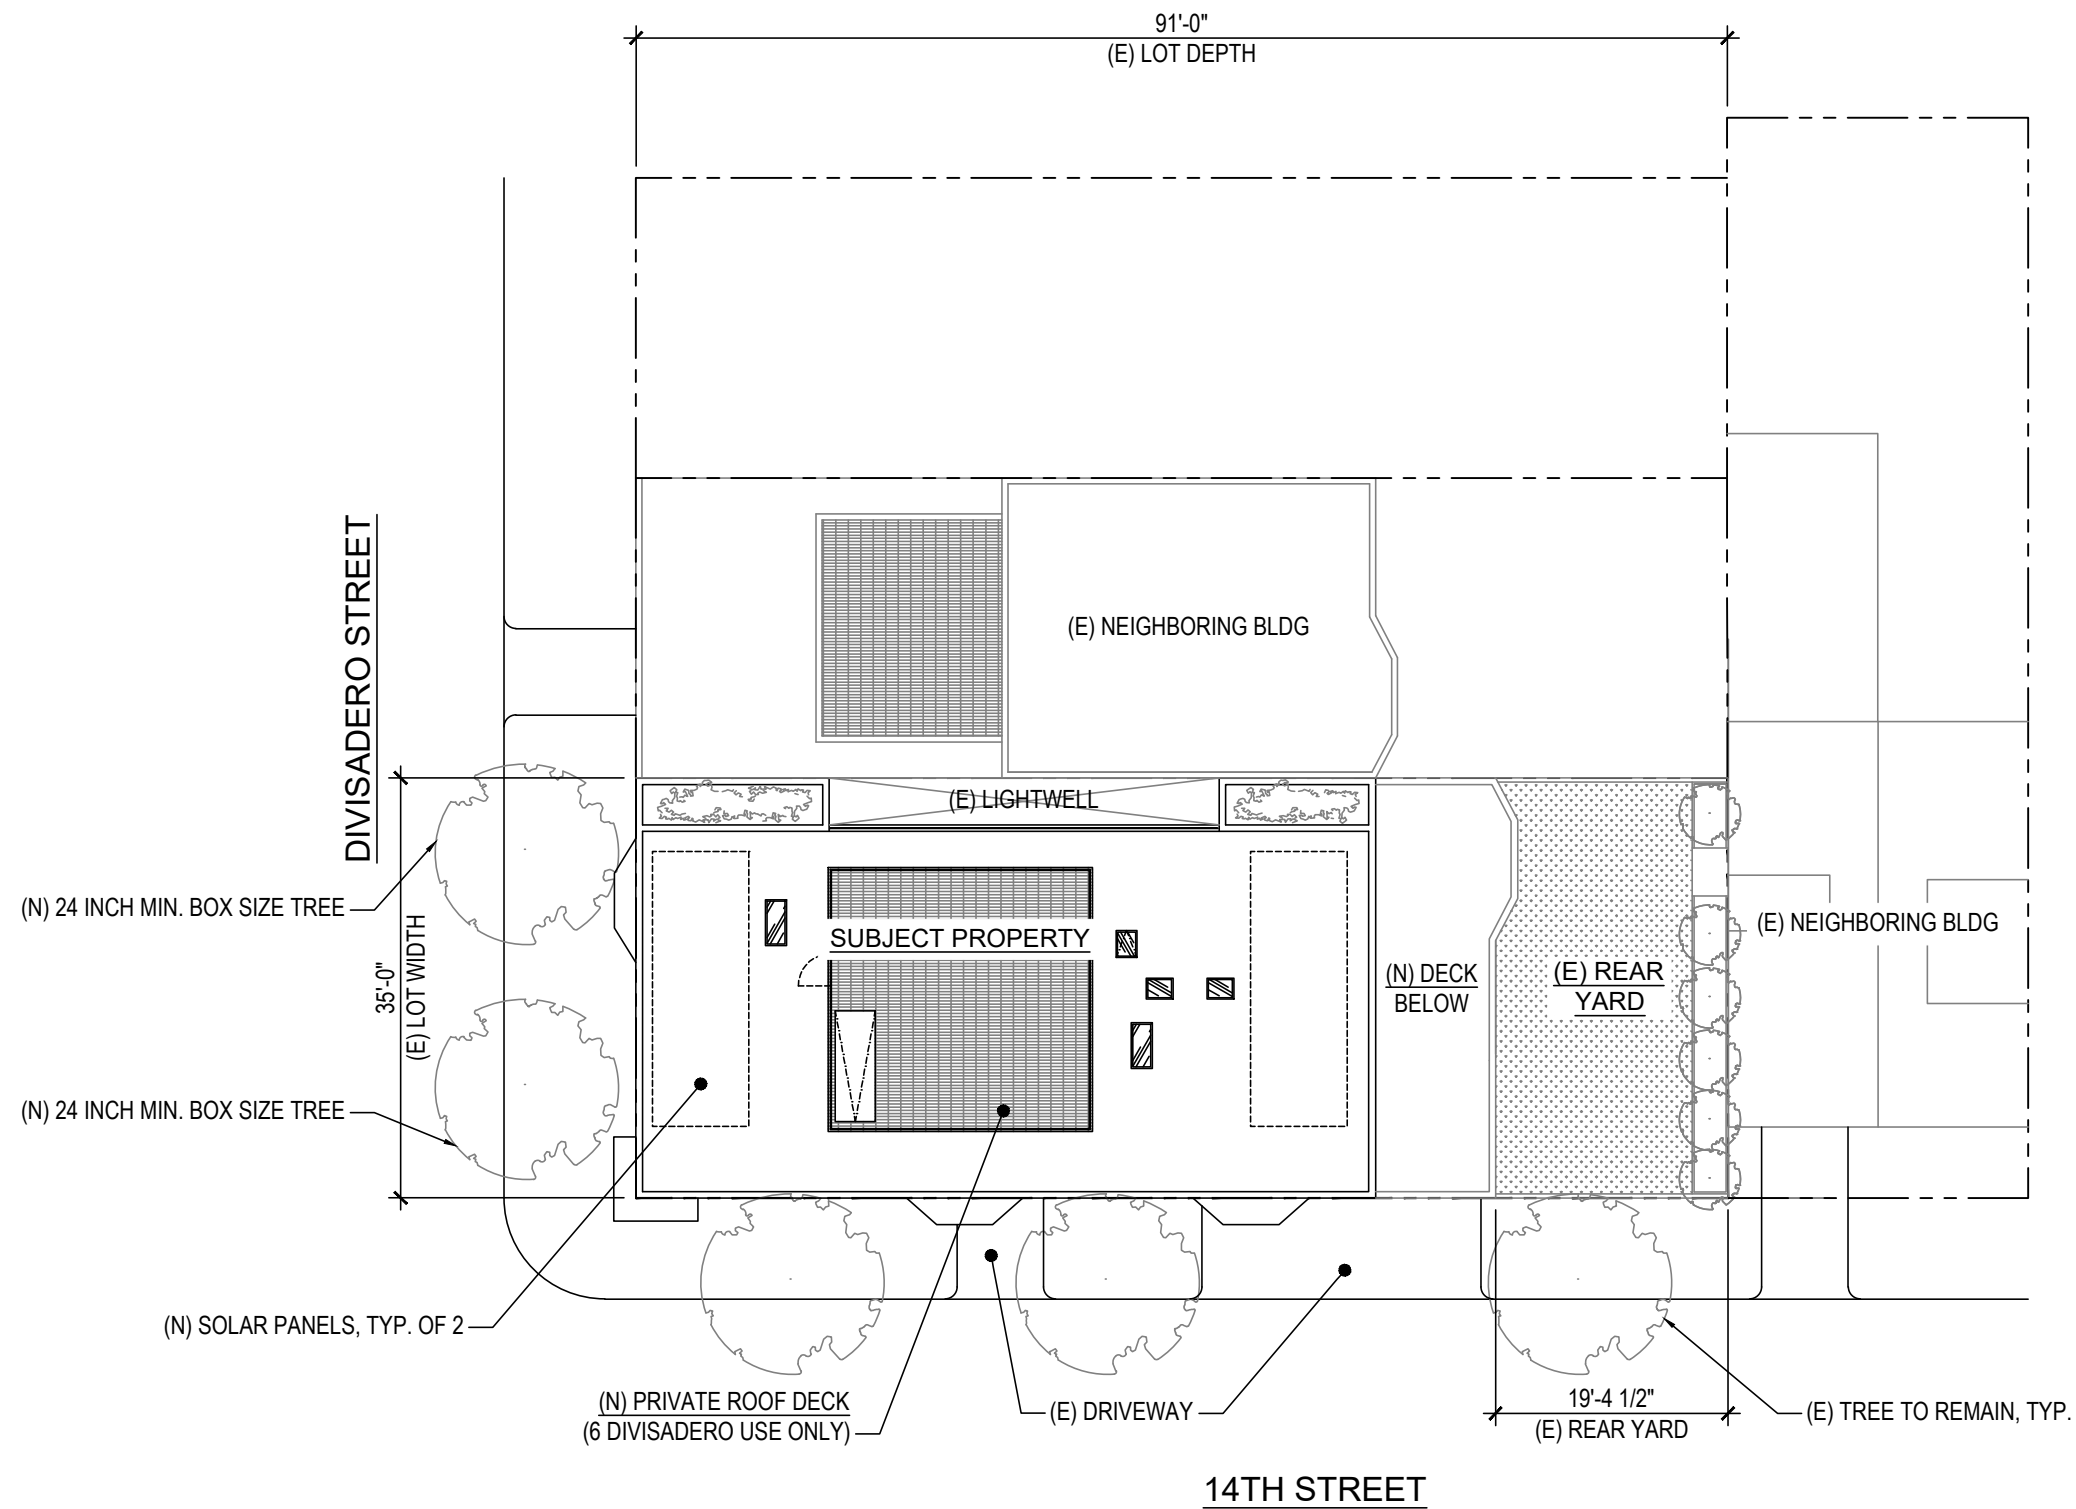 91'-0"
(E) LOT DEPTH
DIVISADERO STREET
(E) NEIGHBORING BLDG
(E) LIGHTWELL
(N) 24 INCH MIN. BOX SIZE TREE
35'-0"
(E) LOT WIDTH
SUBJECT PROPERTY
(N) DECK
BELOW
(E) REAR
YARD
(E) NEIGHBORING BLDG
(N) 24 INCH MIN. BOX SIZE TREE
(N) SOLAR PANELS, TYP. OF 2
(N) PRIVATE ROOF DECK
(6 DIVISADERO USE ONLY)
(E) DRIVEWAY
19'-4 1/2"
(E) REAR YARD
(E) TREE TO REMAIN, TYP.
14TH STREET